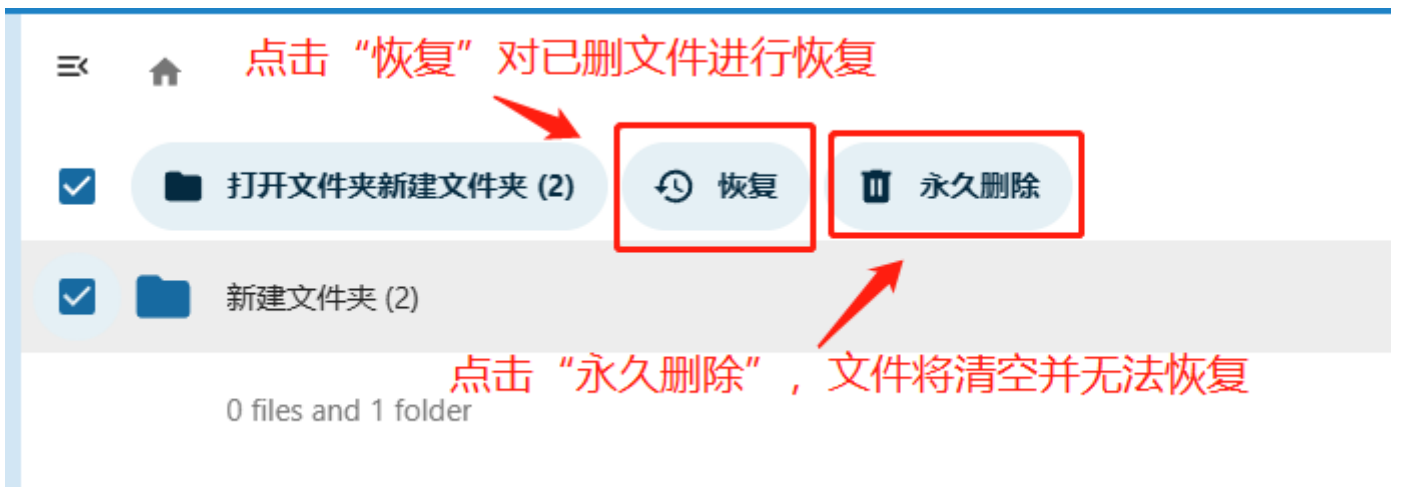 点击“恢复”对已删文件进行恢复
打开文件夹新建文件夹 (2)
恢复
永久删除
新建文件夹 (2)
点击“永久删除”，文件将清空并无法恢复
0 files and 1 folder